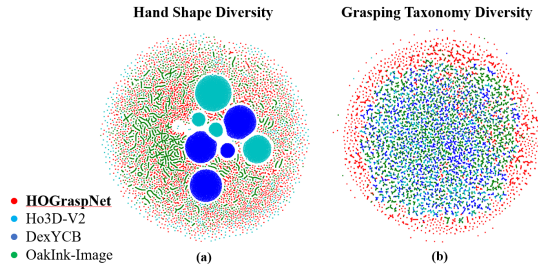 Hand Shape Diversity
Grasping Taxonomy Diversity
HOGraspNet
Ho3D-V2
DexYCB
OakInk-Image
(a)
(b)